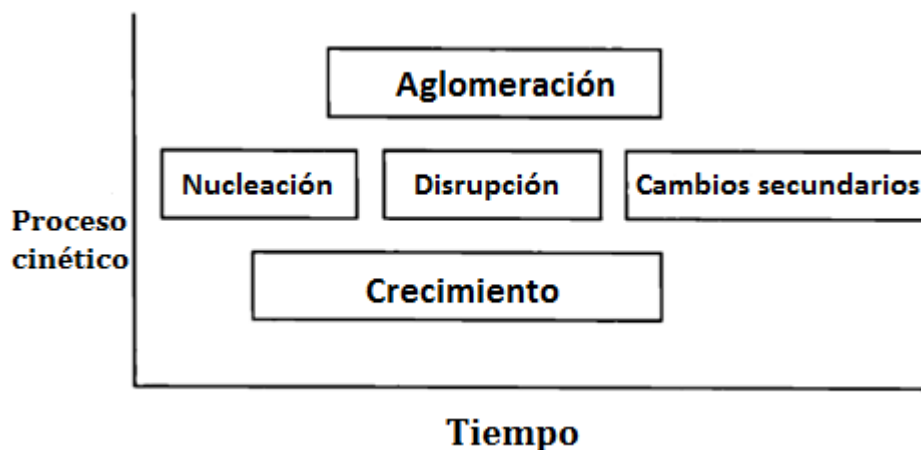 Aglomeración
Nucleación
Disrupción
Cambios secundarios
Proceso
cinético
Crecimiento
Tiempo